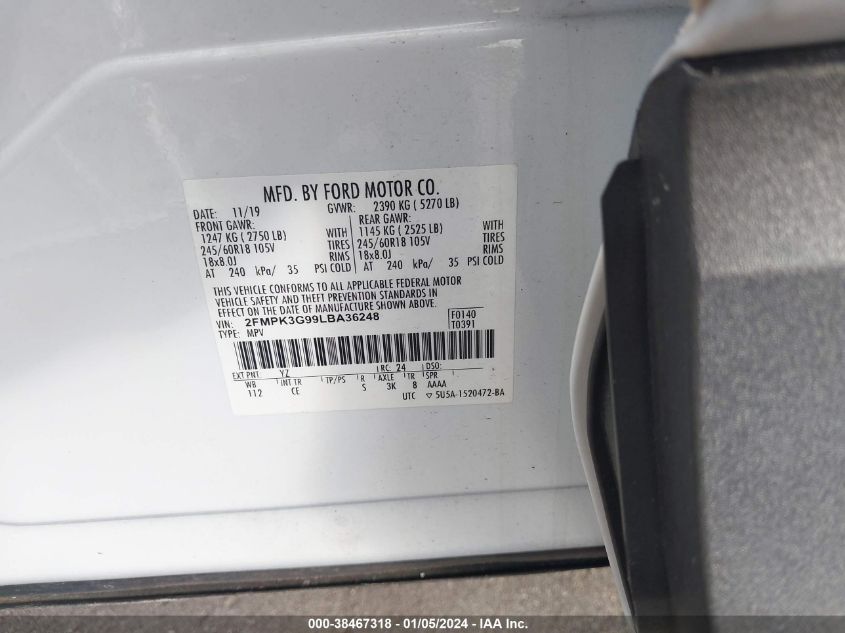 MFD. BY FORD MOTOR CO.
DATE: 11/19 GVWR: 2390 KG ( 5270 LB)
FRONT GAWR: REAR GAWR:
1247 KG ( 2750 LB) WITH 1145 KG ( 2525 LB) WITH
245/60R18 105V TIRES 245/60R18 105V TIRES
18x8.0J RIMS 18x8.0J RIMS
AT 240 kPa/ 35 PSI COLD AT 240 kPa/ 35 PSI COLD
THIS VEHICLE CONFORMS TO ALL APPLICABLE FEDERAL MOTOR
VEHICLE SAFETY AND THEFT PREVENTION STANDARDS IN
EFFECT ON THE DATE OF MANUFACTURE SHOWN ABOVE.
VIN: 2FMPK3G99LBA36248 F0140
TYPE: MPV T0391
EXT PNT: YZ RC: 24 DSO:
WB INT TR TP/PS R AXLE TR SPR
112 CE S 3K 8 AAAA
UTC ▽ 5U5A-1520472-BA
000-38467318 - 01/05/2024 - IAA Inc.